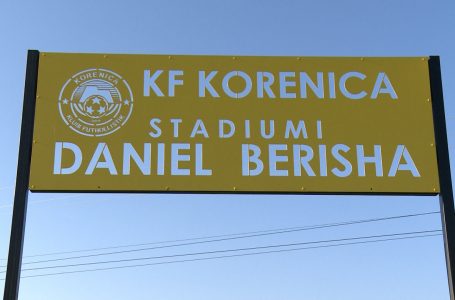 KORENICA
KF KORENICA
STADIUMI
DANIEL BERISHA